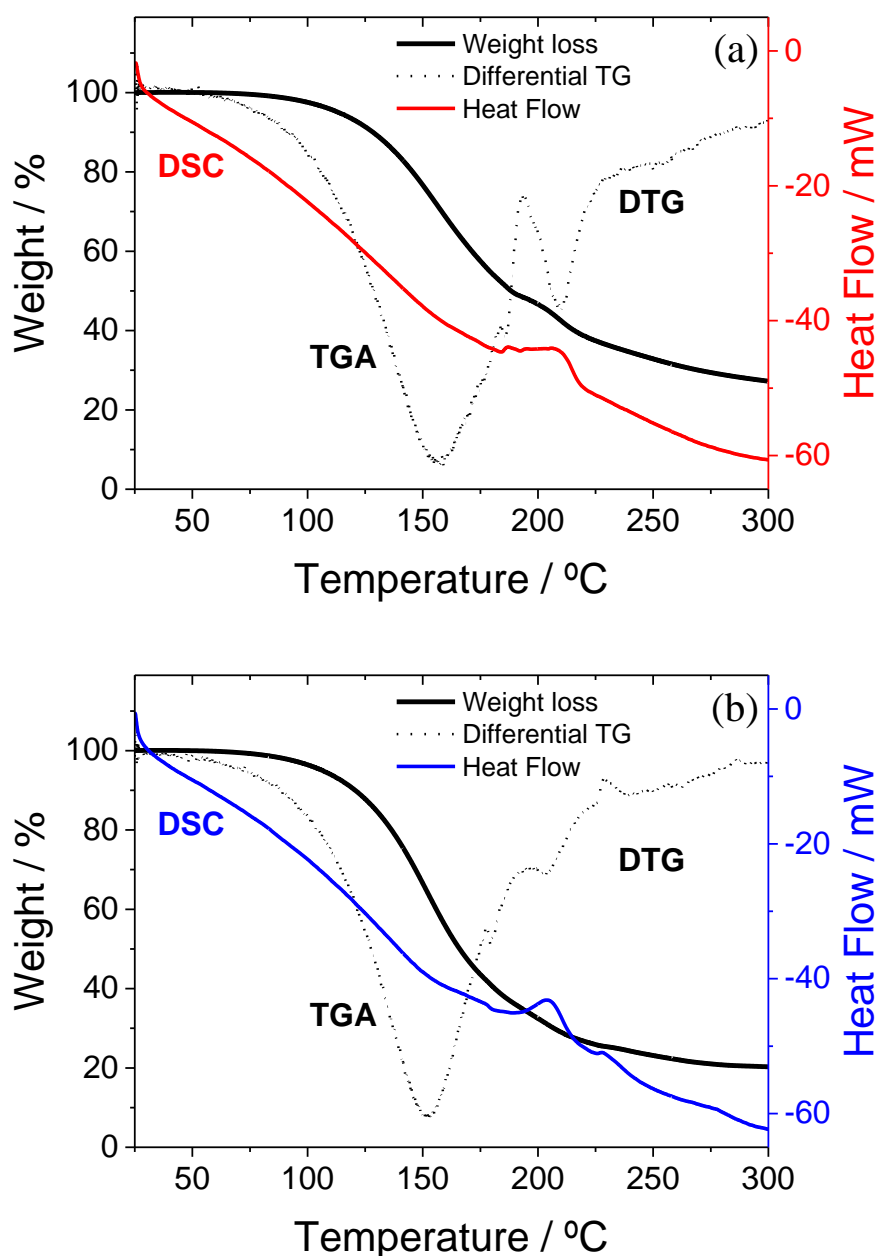 Weight loss
Differential TG
Heat Flow
(a)
DSC
TGA
DTG
Weight / %
100
80
60
40
20
0
Heat Flow / mW
0
-20
-40
-60
50 100 150 200 250 300
Temperature / ºC
Weight loss
Differential TG
Heat Flow
(b)
DSC
TGA
DTG
Weight / %
100
80
60
40
20
0
Heat Flow / mW
0
-20
-40
-60
50 100 150 200 250 300
Temperature / ºC